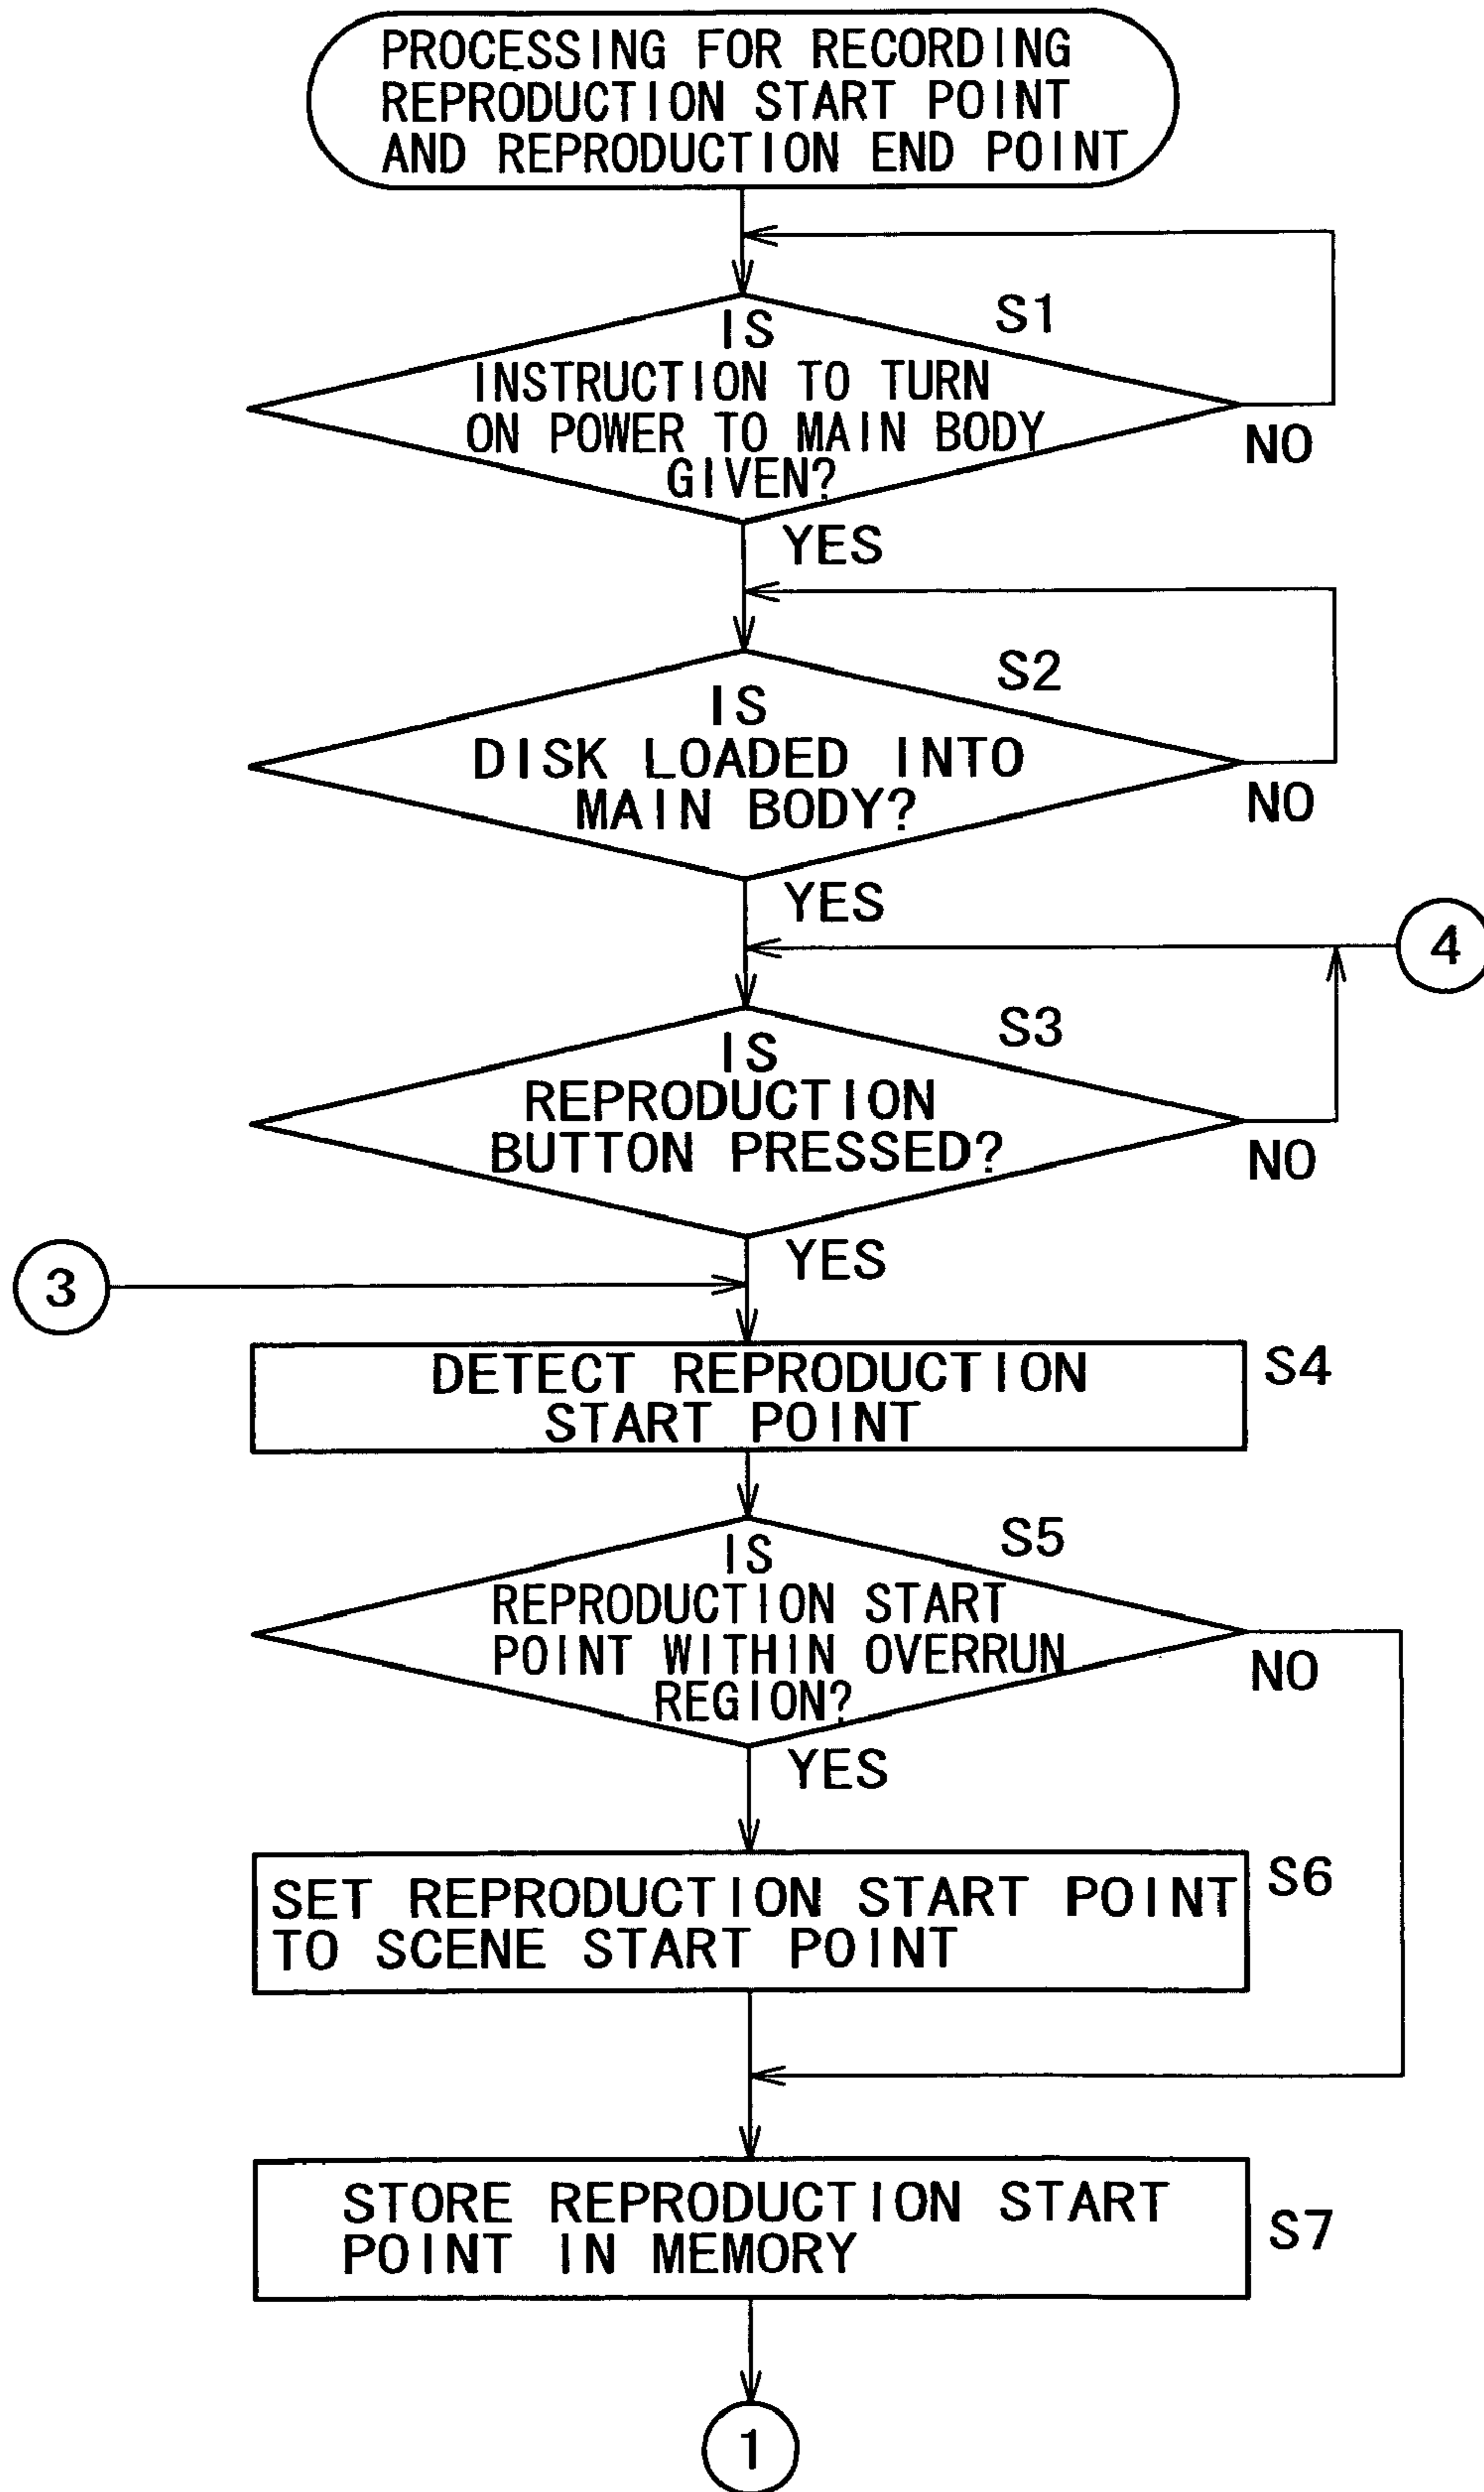 PROCESSING FOR RECORDING
REPRODUCTION START POINT
AND REPRODUCTION END POINT
S1
IS
INSTRUCTION TO TURN
ON POWER TO MAIN BODY
GIVEN?
NO
YES
S2
IS
DISK LOADED INTO
MAIN BODY?
NO
YES
4
S3
IS
REPRODUCTION
BUTTON PRESSED?
NO
YES
3
DETECT REPRODUCTION
START POINT
S4
S5
IS
REPRODUCTION START
POINT WITHIN OVERRUN
REGION?
NO
YES
SET REPRODUCTION START POINT
TO SCENE START POINT
S6
STORE REPRODUCTION START
POINT IN MEMORY
S7
1